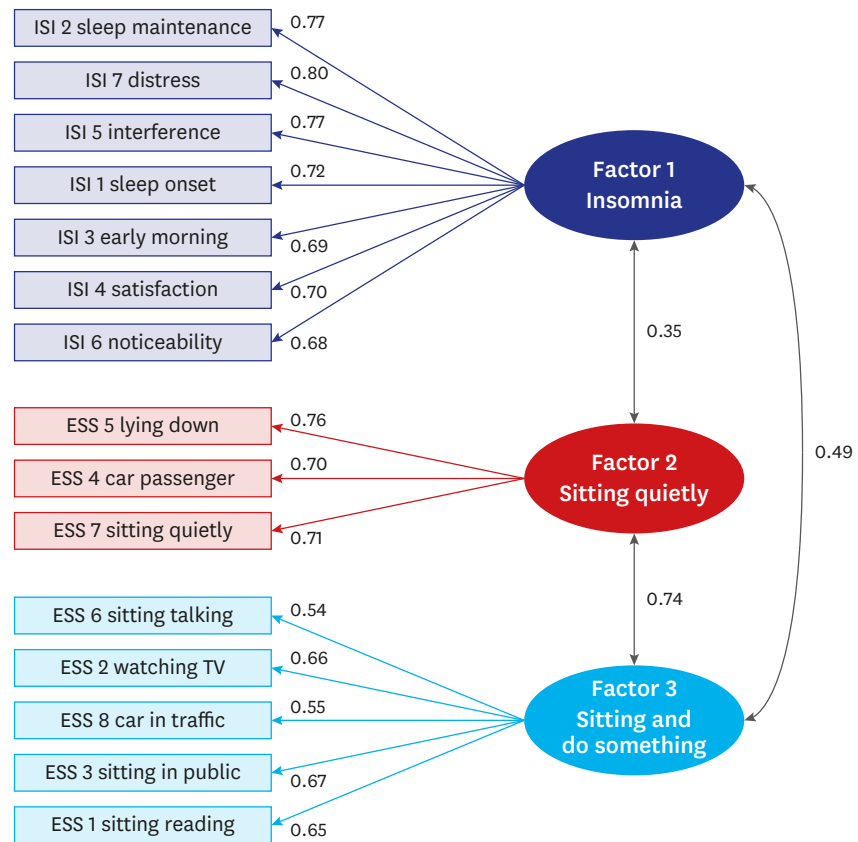 ISI 2 sleep maintenance
0.77
ISI 7 distress
0.80
ISI 5 interference
0.77
ISI 1 sleep onset
0.72
ISI 3 early morning
0.69
ISI 4 satisfaction
0.70
ISI 6 noticeability
0.68
Factor 1
Insomnia
0.35
0.49
ESS 5 lying down
0.76
ESS 4 car passenger
0.70
ESS 7 sitting quietly
0.71
Factor 2
Sitting quietly
0.74
ESS 6 sitting talking
0.54
ESS 2 watching TV
0.66
ESS 8 car in traffic
0.55
ESS 3 sitting in public
0.67
ESS 1 sitting reading
0.65
Factor 3
Sitting and
do something